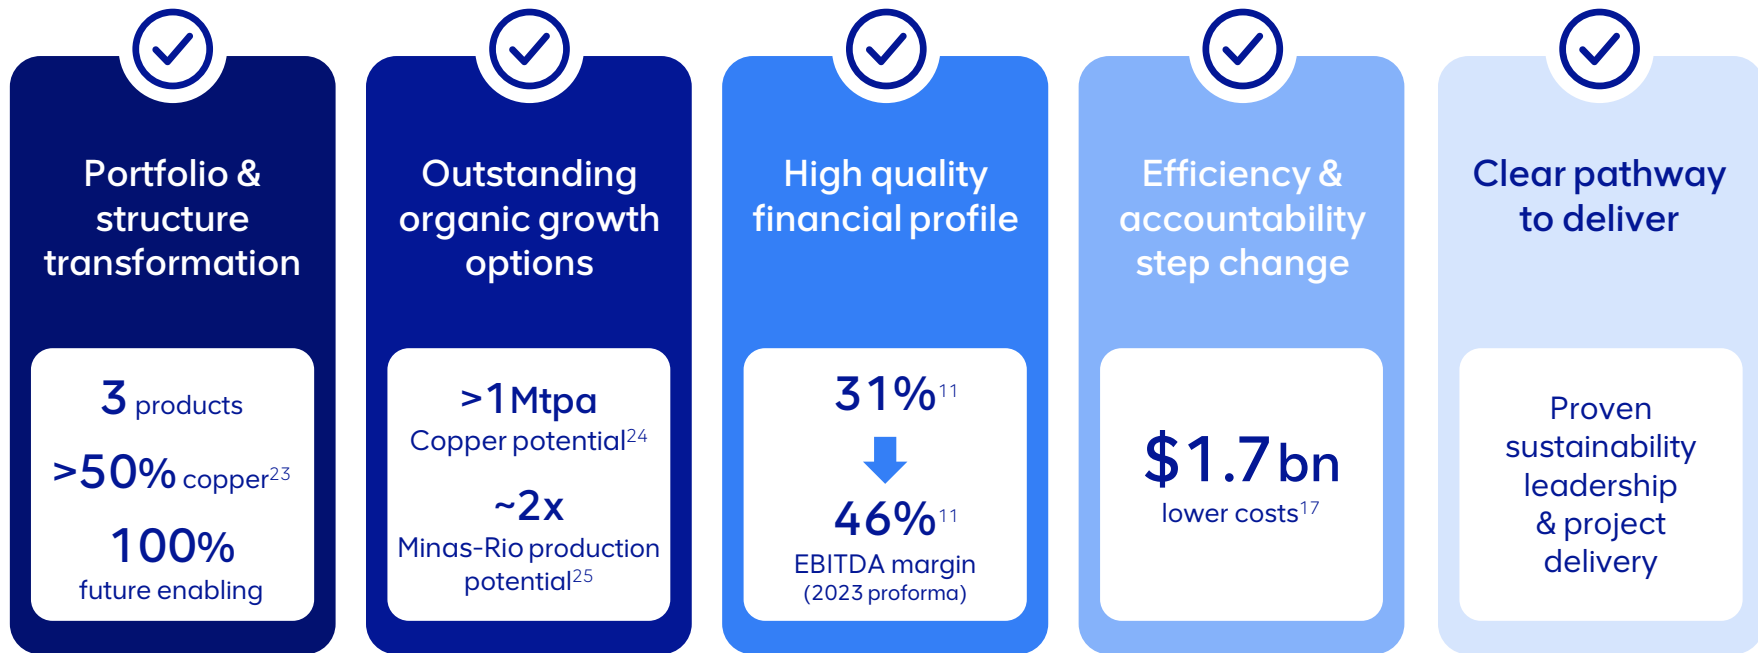 Portfolio &
structure
transformation
3 products
>50% copper23
100%
future enabling
Outstanding
organic growth
options
>1Mtpa
Copper potential24
~2x
Minas-Rio production
potential25
High quality
financial profile
31%11
46%11
EBITDA margin
(2023 proforma)
Efficiency &
accountability
step change
$1.7bn
lower costs17
Clear pathway
to deliver
Proven
sustainability
leadership
& project
delivery